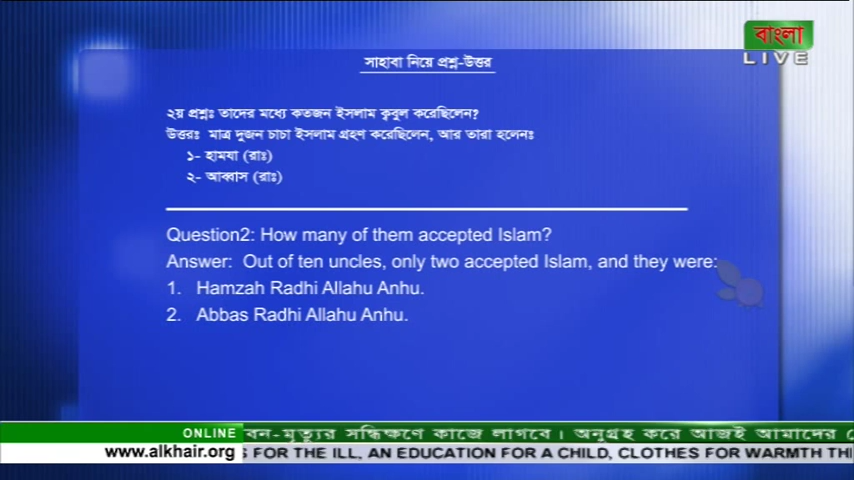 বাংলা
LIVE
সাহাবা নিয়ে প্রশ্ন-উত্তর
২য় প্রশ্নঃ তাদের মধ্যে কতজন ইসলাম ক্ববুল করেছিলেন?
উত্তরঃ মাত্র দুজন চাচা ইসলাম গ্রহণ করেছিলেন, আর তারা হলেনঃ
১- হামযা (রাঃ)
২- আব্বাস (রাঃ)
Question2: How many of them accepted Islam?
Answer: Out of ten uncles, only two accepted Islam, and they were:
1. Hamzah Radhi Allahu Anhu.
2. Abbas Radhi Allahu Anhu.
ONLINE বন-মৃত্যুর সন্ধিক্ষণে কাজে লাগবে। অনুগ্রহ করে আজই আমাদের
www.alkhair.org S FOR THE ILL, AN EDUCATION FOR A CHILD, CLOTHES FOR WARMTH THI